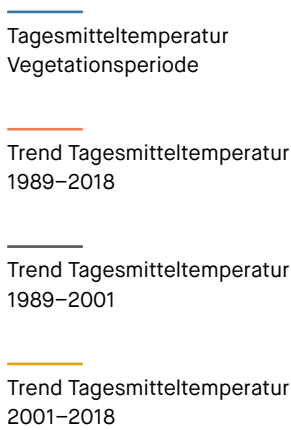 Tagesmitteltemperatur
Vegetationsperiode
Trend Tagesmitteltemperatur
1989–2018
Trend Tagesmitteltemperatur
1989–2001
Trend Tagesmitteltemperatur
2001–2018